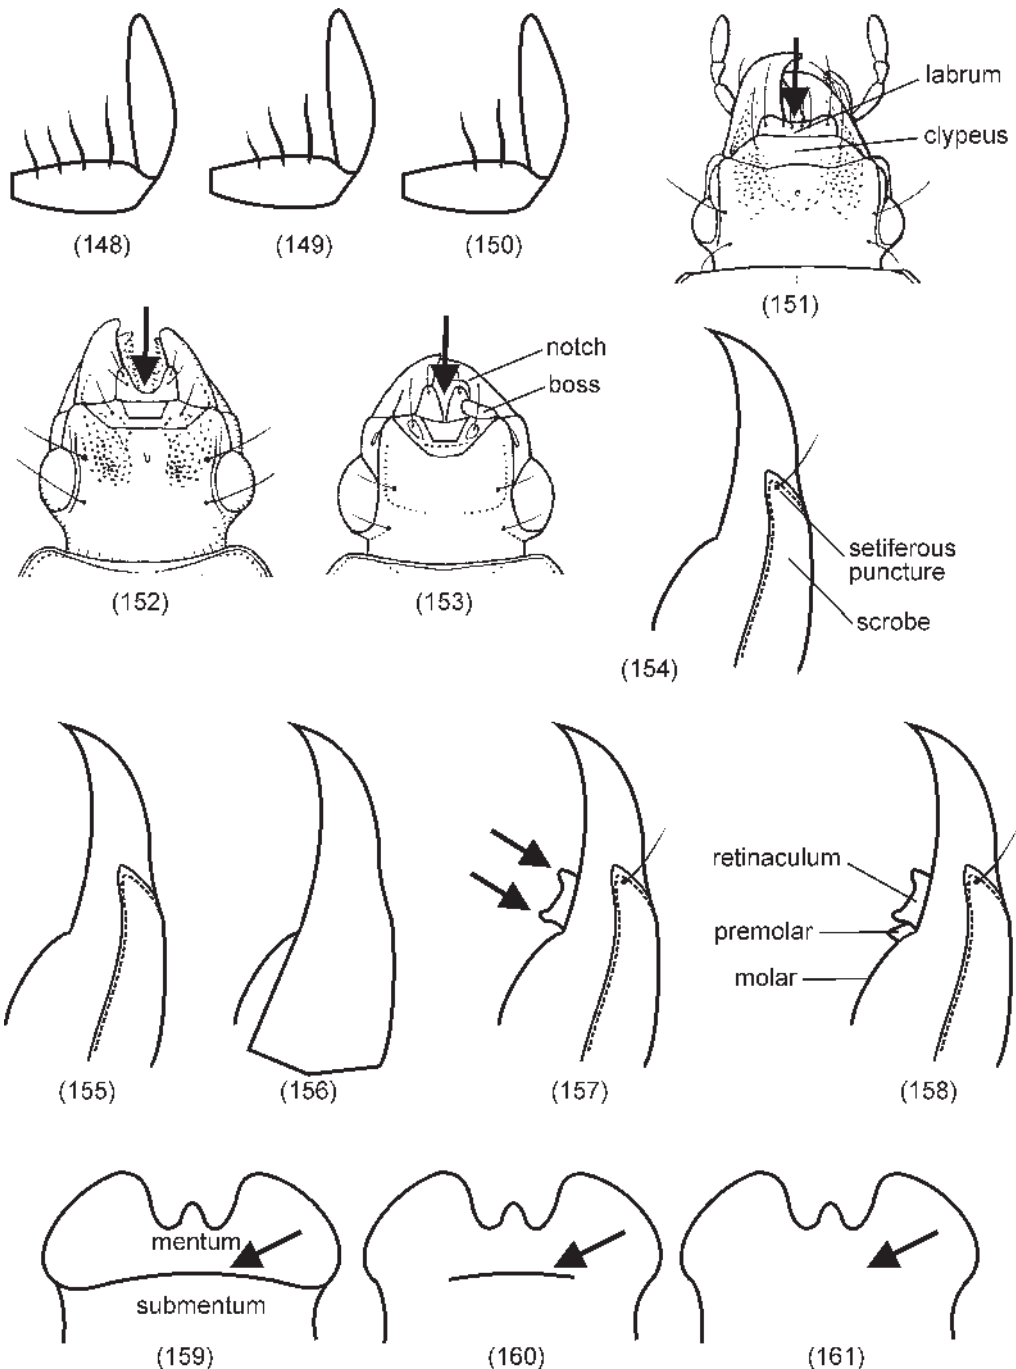 (148)
(149)
(150)
labrum
clypeus
(151)
(152)
notch
boss
(153)
setiferous
puncture
scrobe
(154)
(155)
(156)
(157)
retinaculum
premolar
molar
(158)
mentum
submentum
(159)
(160)
(161)